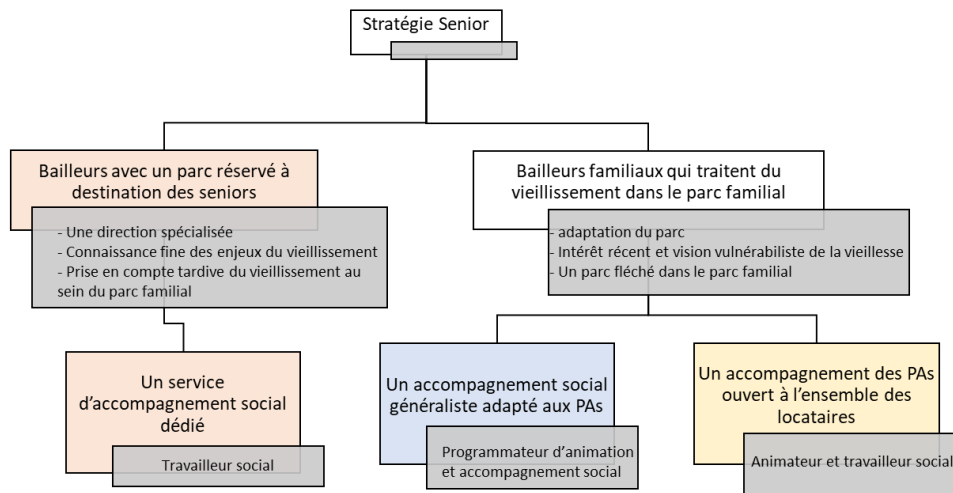 Stratégie Senior
Bailleurs avec un parc réservé à
destination des seniors
- Une direction spécialisée
- Connaissance fine des enjeux du vieillissement
- Prise en compte tardive du vieillissement au
sein du parc familial
Bailleurs familiaux qui traitent du
vieillissement dans le parc familial
- adaptation du parc
- Intérêt récent et vision vulnérabiliste de la vieillesse
- Un parc fléché dans le parc familial
Un service
d’accompagnement social
dédié
Travailleur social
Un accompagnement social
généraliste adapté aux PAs
Programmateur d’animation
et accompagnement social
Un accompagnement des PAs
ouvert à l’ensemble des
locataires
Animateur et travailleur social